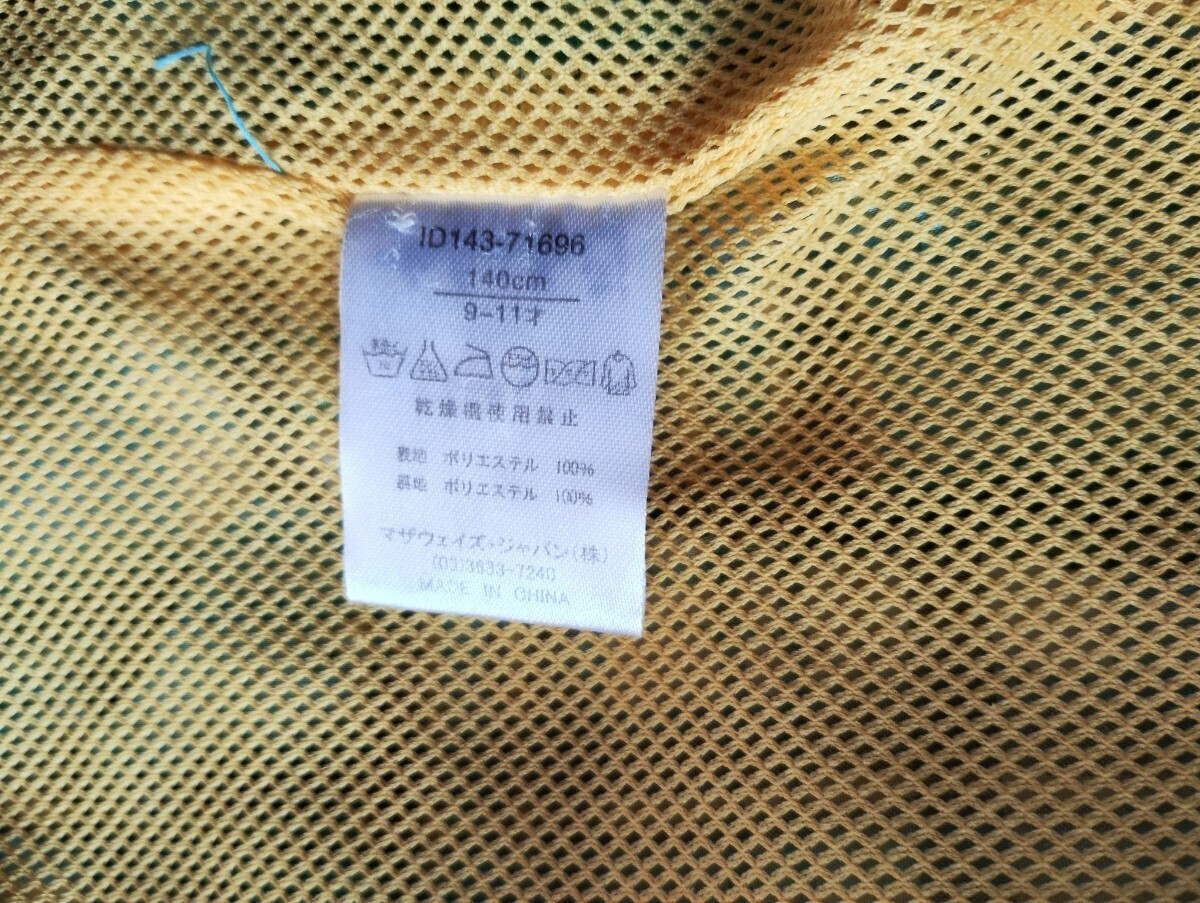 ID143-71696
140cm
9-11才
乾燥機使用禁止
表地 ポリエステル 100%
裏地 ポリエステル 100%
マザウェイズ・ジャパン(株)
(03)3633-7240
MADE IN CHINA